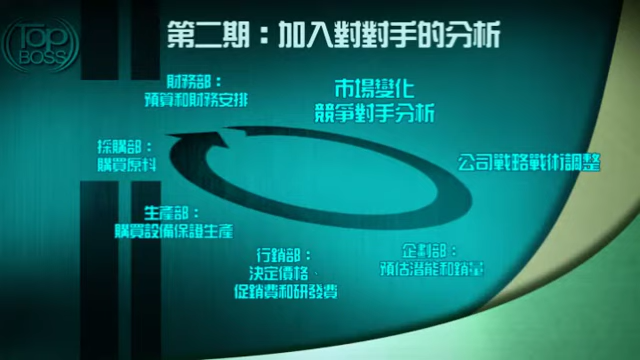 Top
BOSS
第二期：加入對對手的分析
財務部：
預算和財務安排
市場變化
競爭對手分析
採購部：
購買原料
公司戰略戰術調整
生產部：
購買設備保證生產
行銷部：
決定價格、
促銷費和研發費
企劃部：
預估潛能和銷量